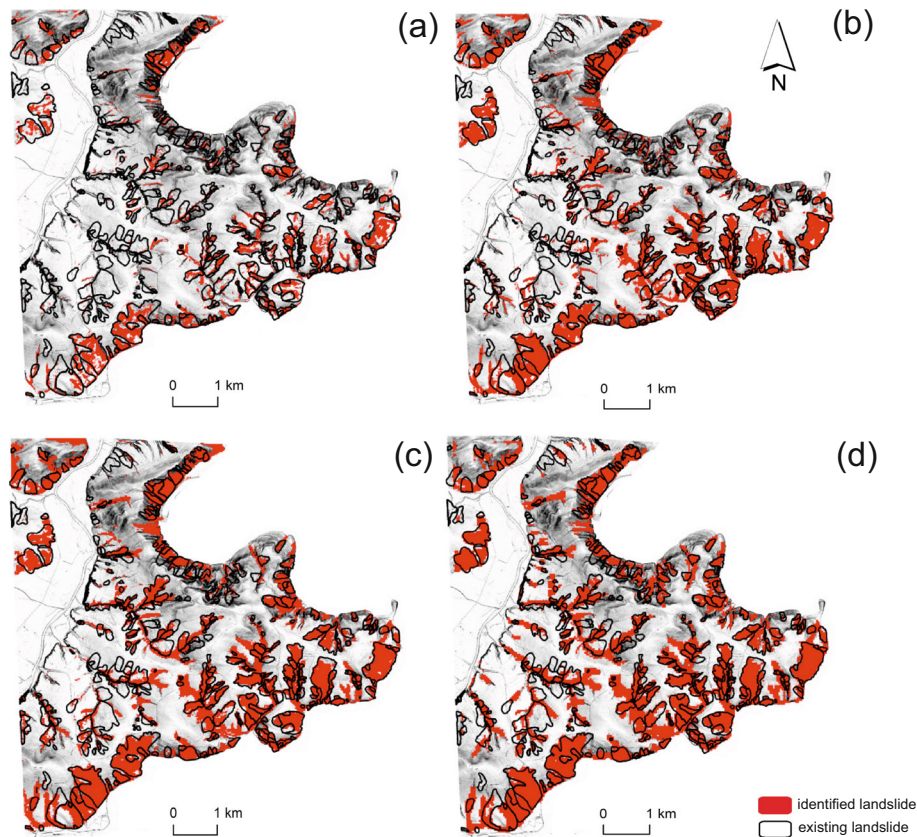 (a)
(b)
N
0 1 km
0 1 km
(c)
(d)
0 1 km
0 1 km
identified landslide
existing landslide